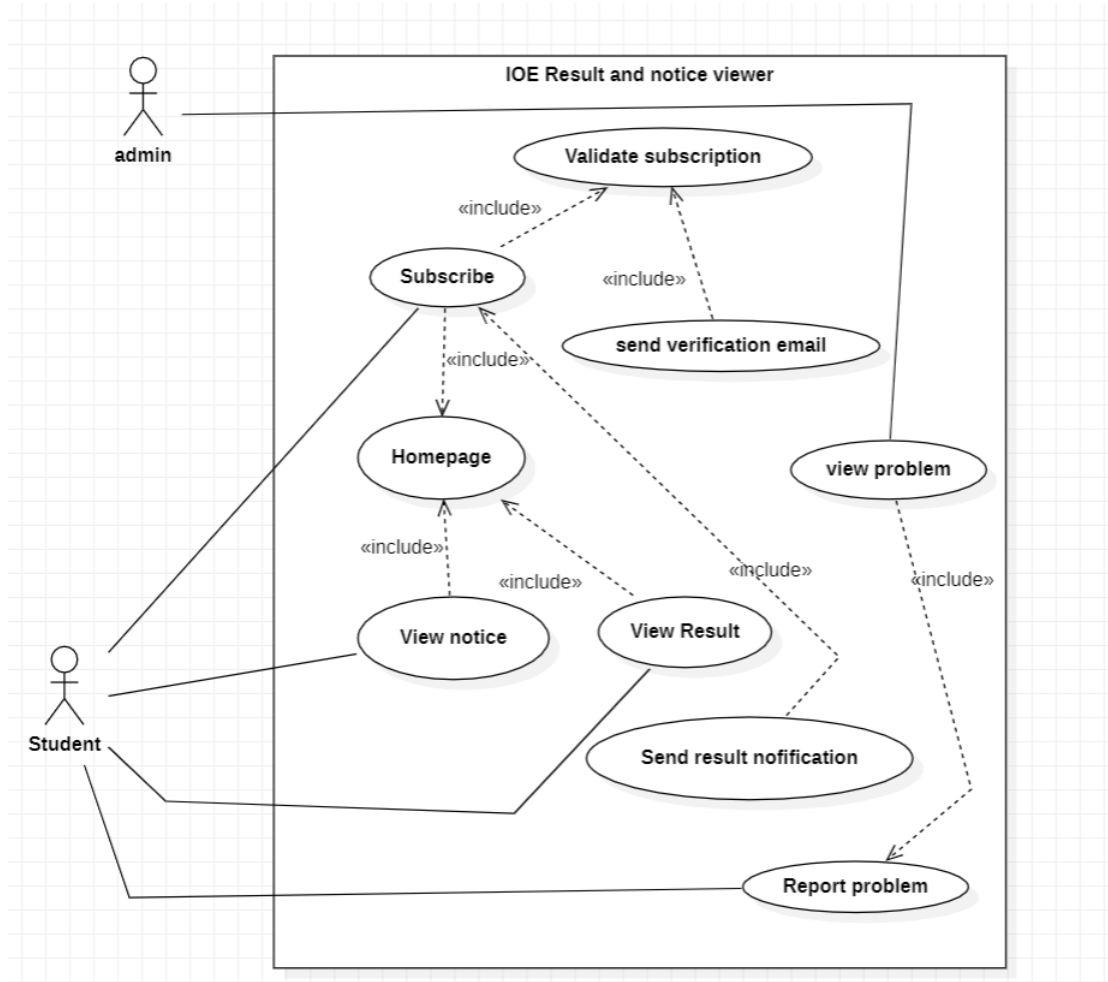 IOE Result and notice viewer
admin
Validate subscription
«include»
Subscribe
«include»
send verification email
«include»
Homepage
view problem
«include»
«include»
«include»
«include»
View notice
View Result
Student
Send result nofification
Report problem